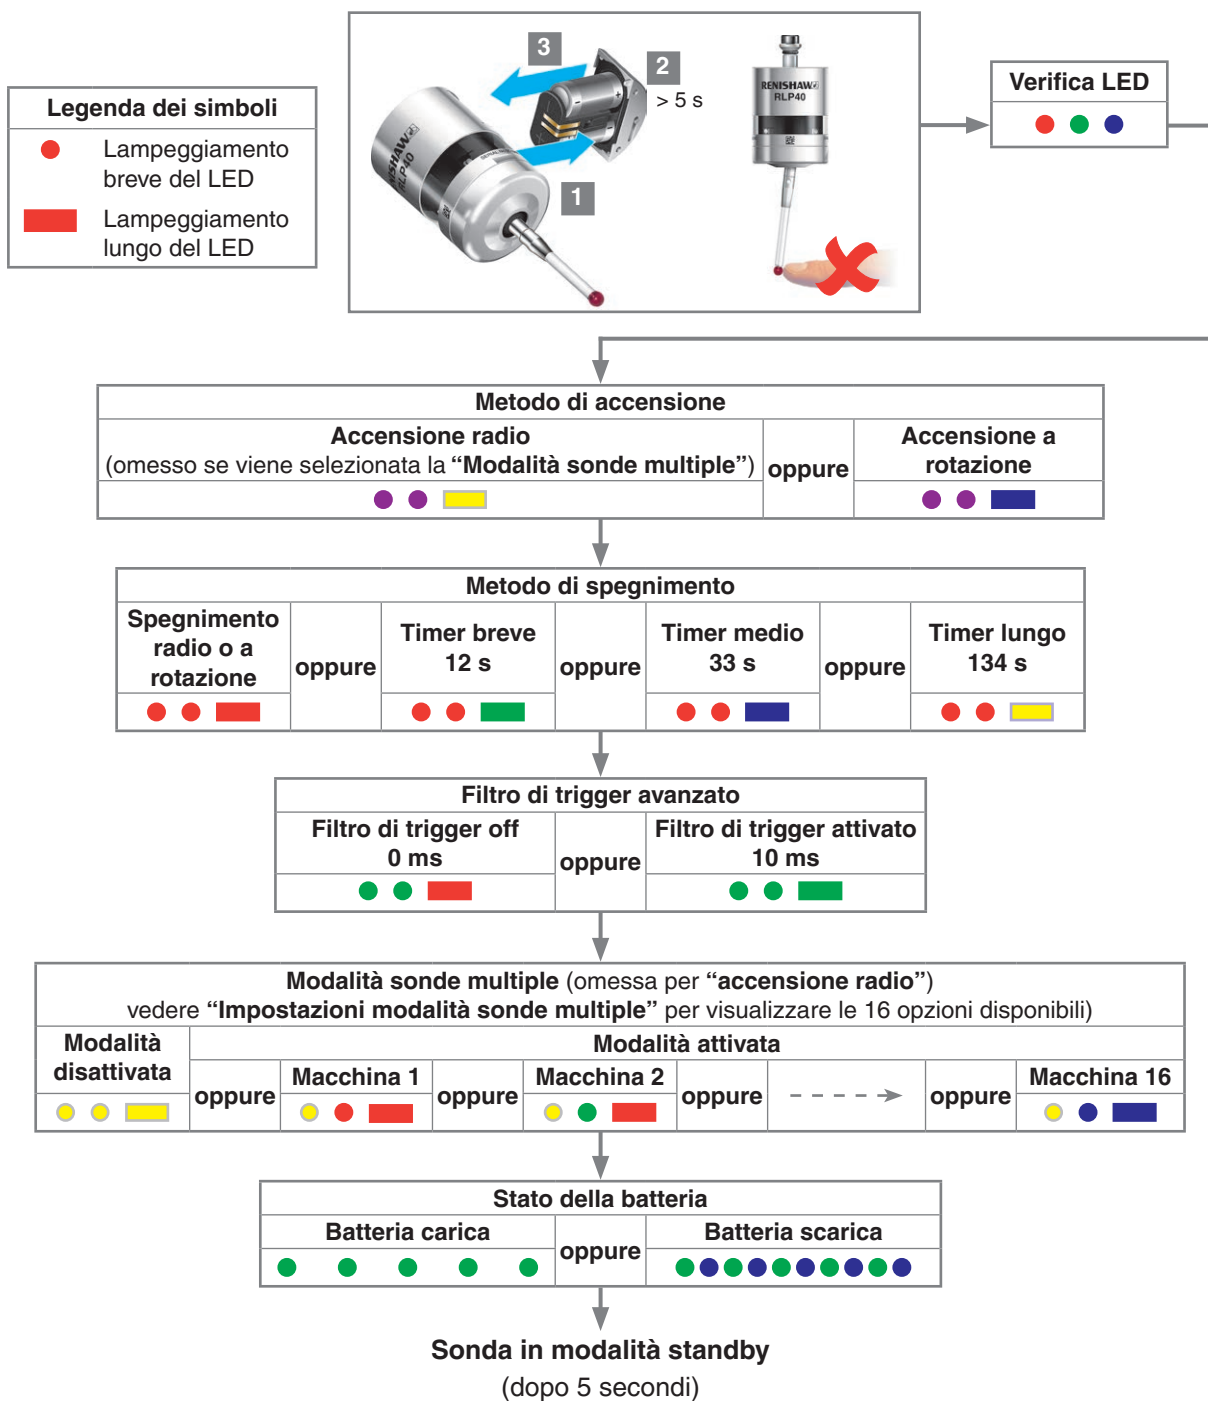 Legenda dei simboli
Lampeggiamento
breve del LED
Lampeggiamento
lungo del LED
3
2
> 5 s
1
RENISHAW
RLP40
RENISHAW
RLP40
Verifica LED
Metodo di accensione
Accensione radio
(omesso se viene selezionata la “Modalità sonde multiple”)
oppure
Accensione a
rotazione
Metodo di spegnimento
Spegnimento
radio o a
rotazione
oppure
Timer breve
12 s
oppure
Timer medio
33 s
oppure
Timer lungo
134 s
Filtro di trigger avanzato
Filtro di trigger off
0 ms
oppure
Filtro di trigger attivato
10 ms
Modalità sonde multiple (omessa per “accensione radio”)
vedere “Impostazioni modalità sonde multiple” per visualizzare le 16 opzioni disponibili)
Modalità
disattivata
Modalità attivata
oppure
Macchina 1
oppure
Macchina 2
oppure
oppure
Macchina 16
Stato della batteria
Batteria carica
oppure
Batteria scarica
Sonda in modalità standby
(dopo 5 secondi)